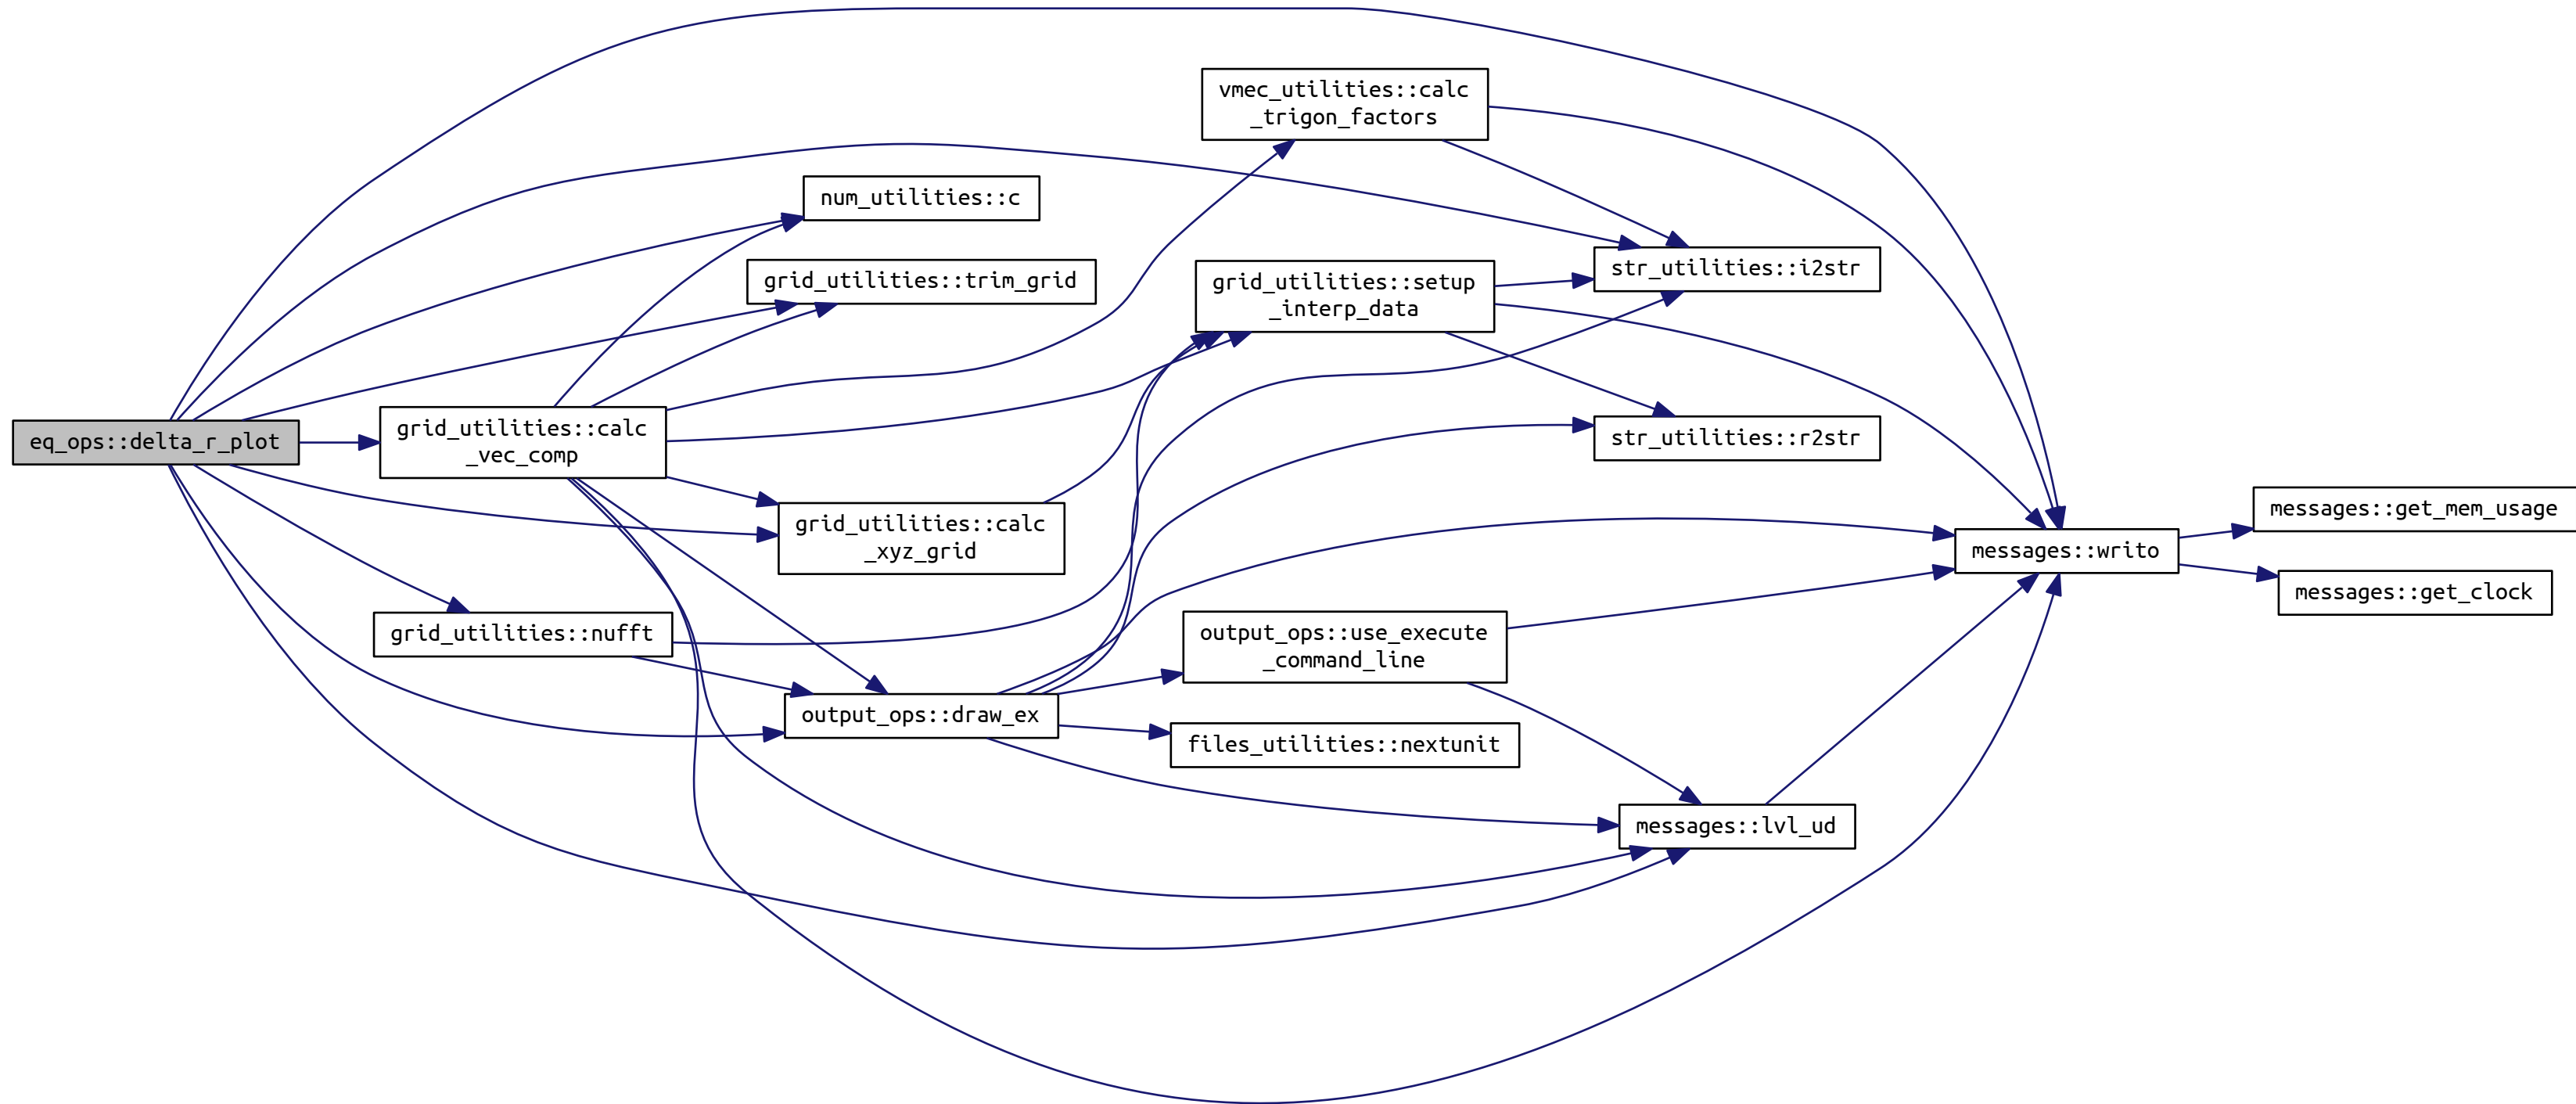 eq_ops::delta_r_plot
grid_utilities::calc
_vec_comp
grid_utilities::nufft
num_utilities::c
grid_utilities::trim_grid
grid_utilities::calc
_xyz_grid
output_ops::draw_ex
vmec_utilities::calc
_trigon_factors
grid_utilities::setup
_interp_data
output_ops::use_execute
_command_line
files_utilities::nextunit
str_utilities::i2str
str_utilities::r2str
messages::lvl_ud
messages::writo
messages::get_mem_usage
messages::get_clock